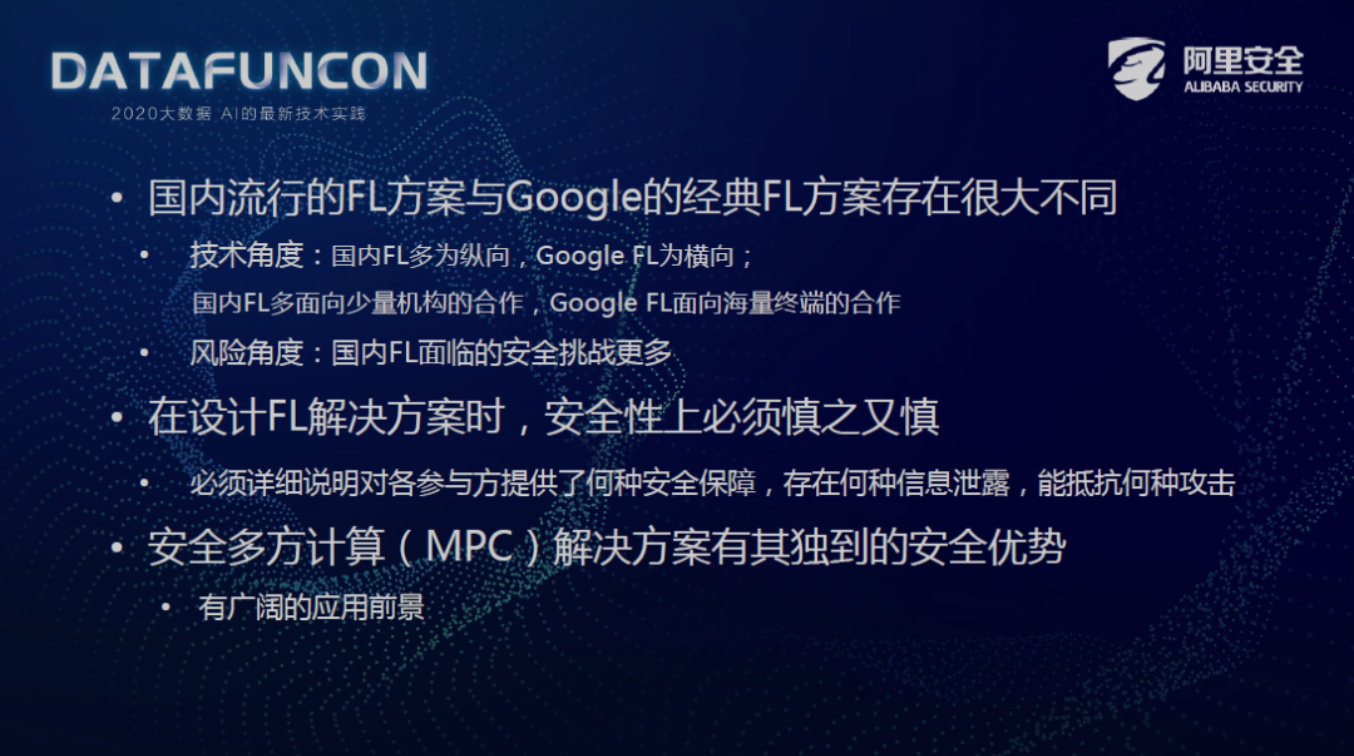 DATAFUNCON
2020大数据 AI的最新技术实践
阿里安全
ALIBABA SECURITY
• 国内流行的FL方案与Google的经典FL方案存在很大不同
• 技术角度：国内FL多为纵向，Google FL为横向；
国内FL多面向少量机构的合作，Google FL面向海量终端的合作
• 风险角度：国内FL面临的安全挑战更多
• 在设计FL解决方案时，安全性上必须慎之又慎
• 必须详细说明对各参与方提供了何种安全保障，存在何种信息泄露，能抵抗何种攻击
• 安全多方计算（MPC）解决方案有其独到的安全优势
• 有广阔的应用前景